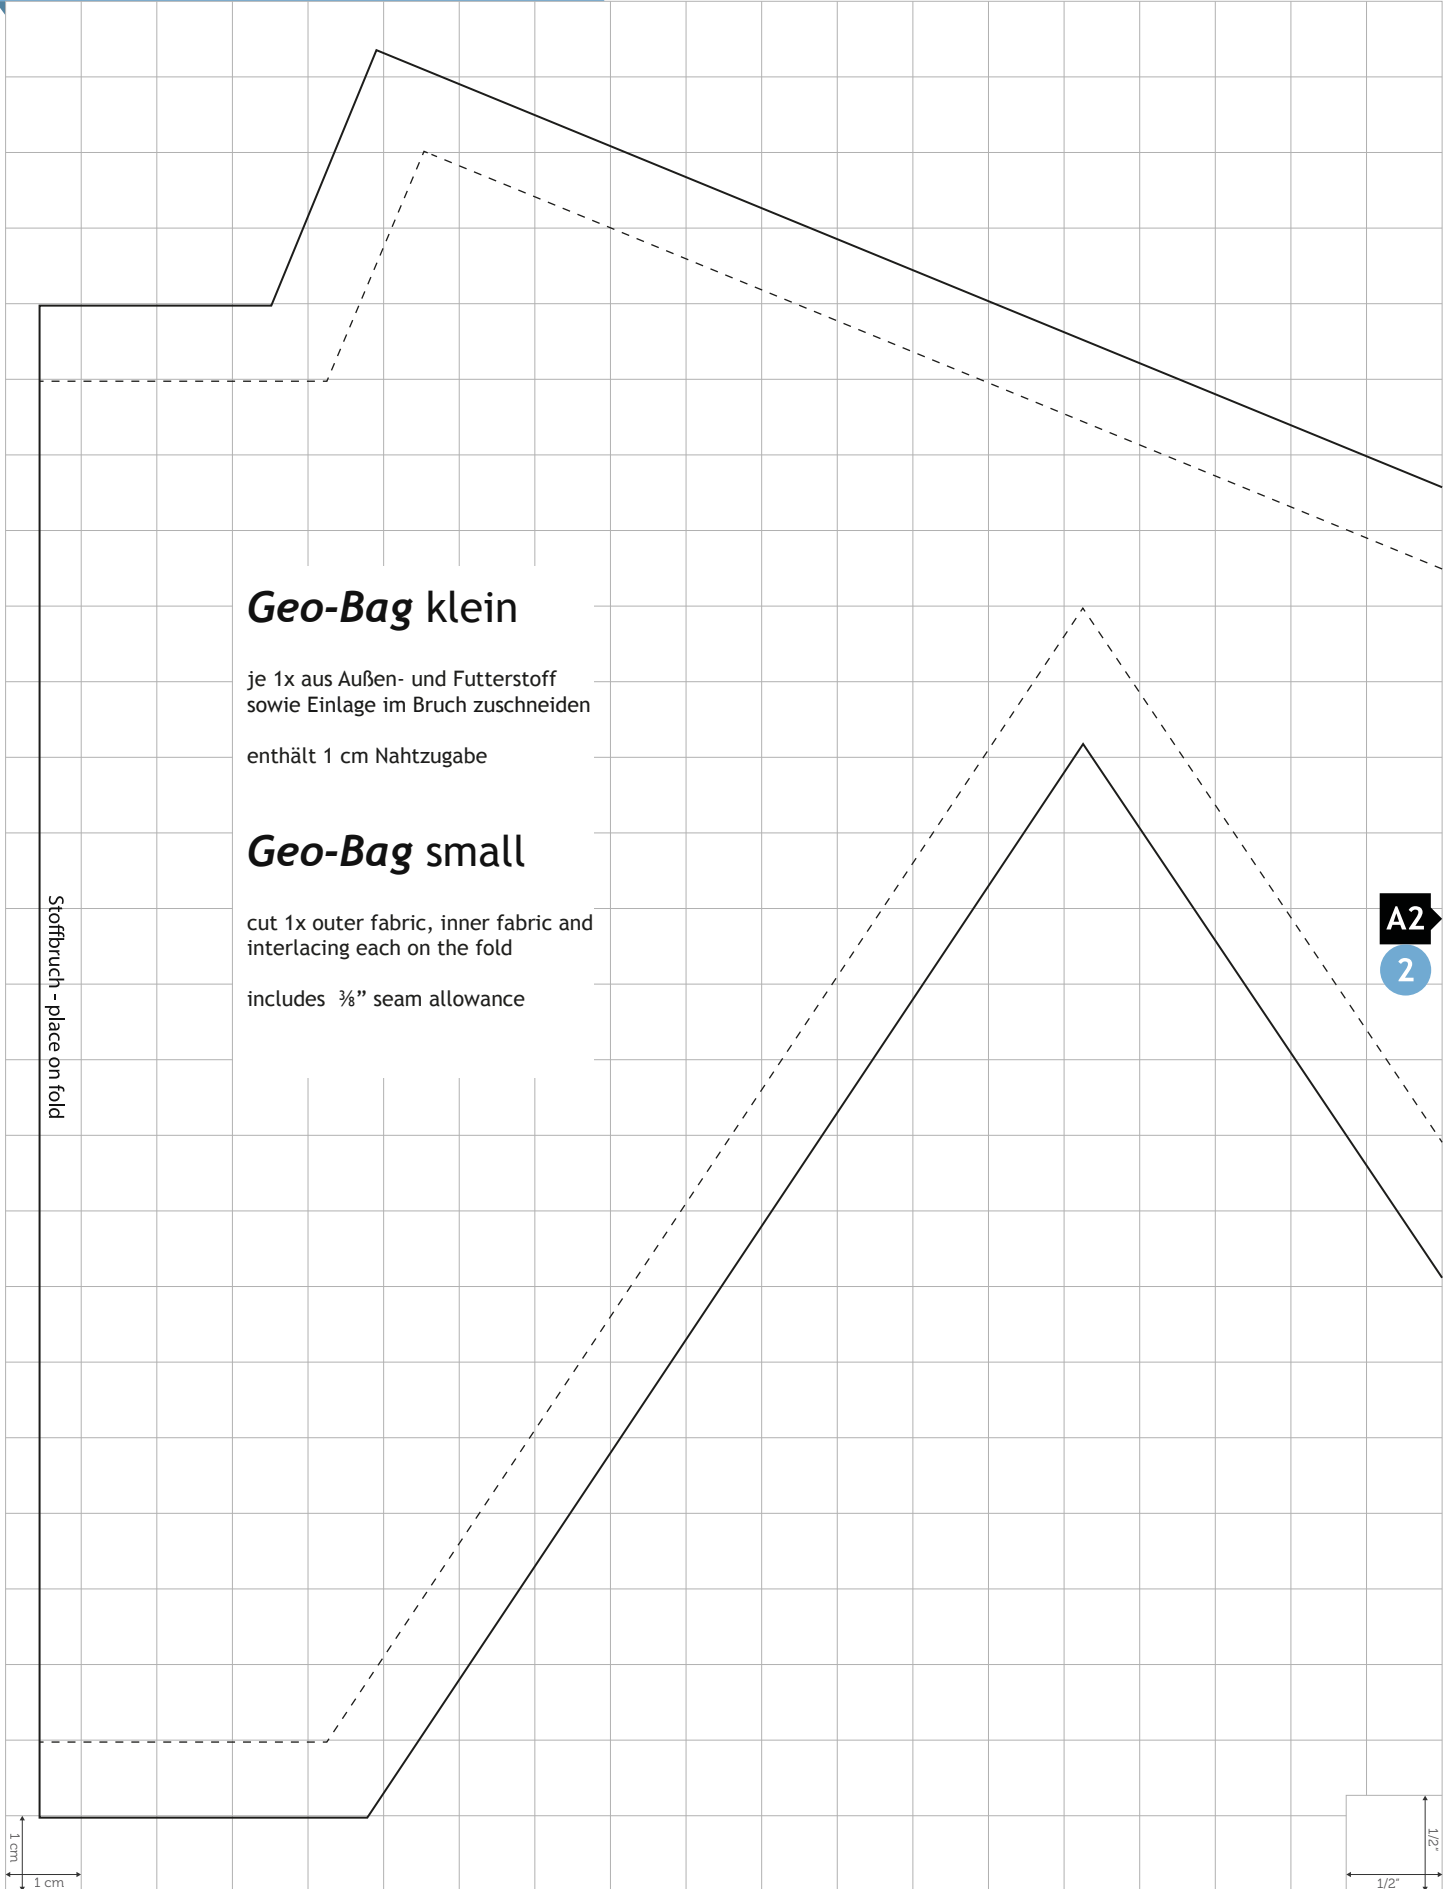 Geo-Bag klein
je 1x aus Außen- und Futterstoff
sowie Einlage im Bruch zuschneiden
enthält 1 cm Nahtzugabe
Geo-Bag small
cut 1x outer fabric, inner fabric and
interlacing each on the fold
includes ⅜” seam allowance
Stoffbruch - place on fold
A2
2
1 cm
1 cm
1/2"
1/2"